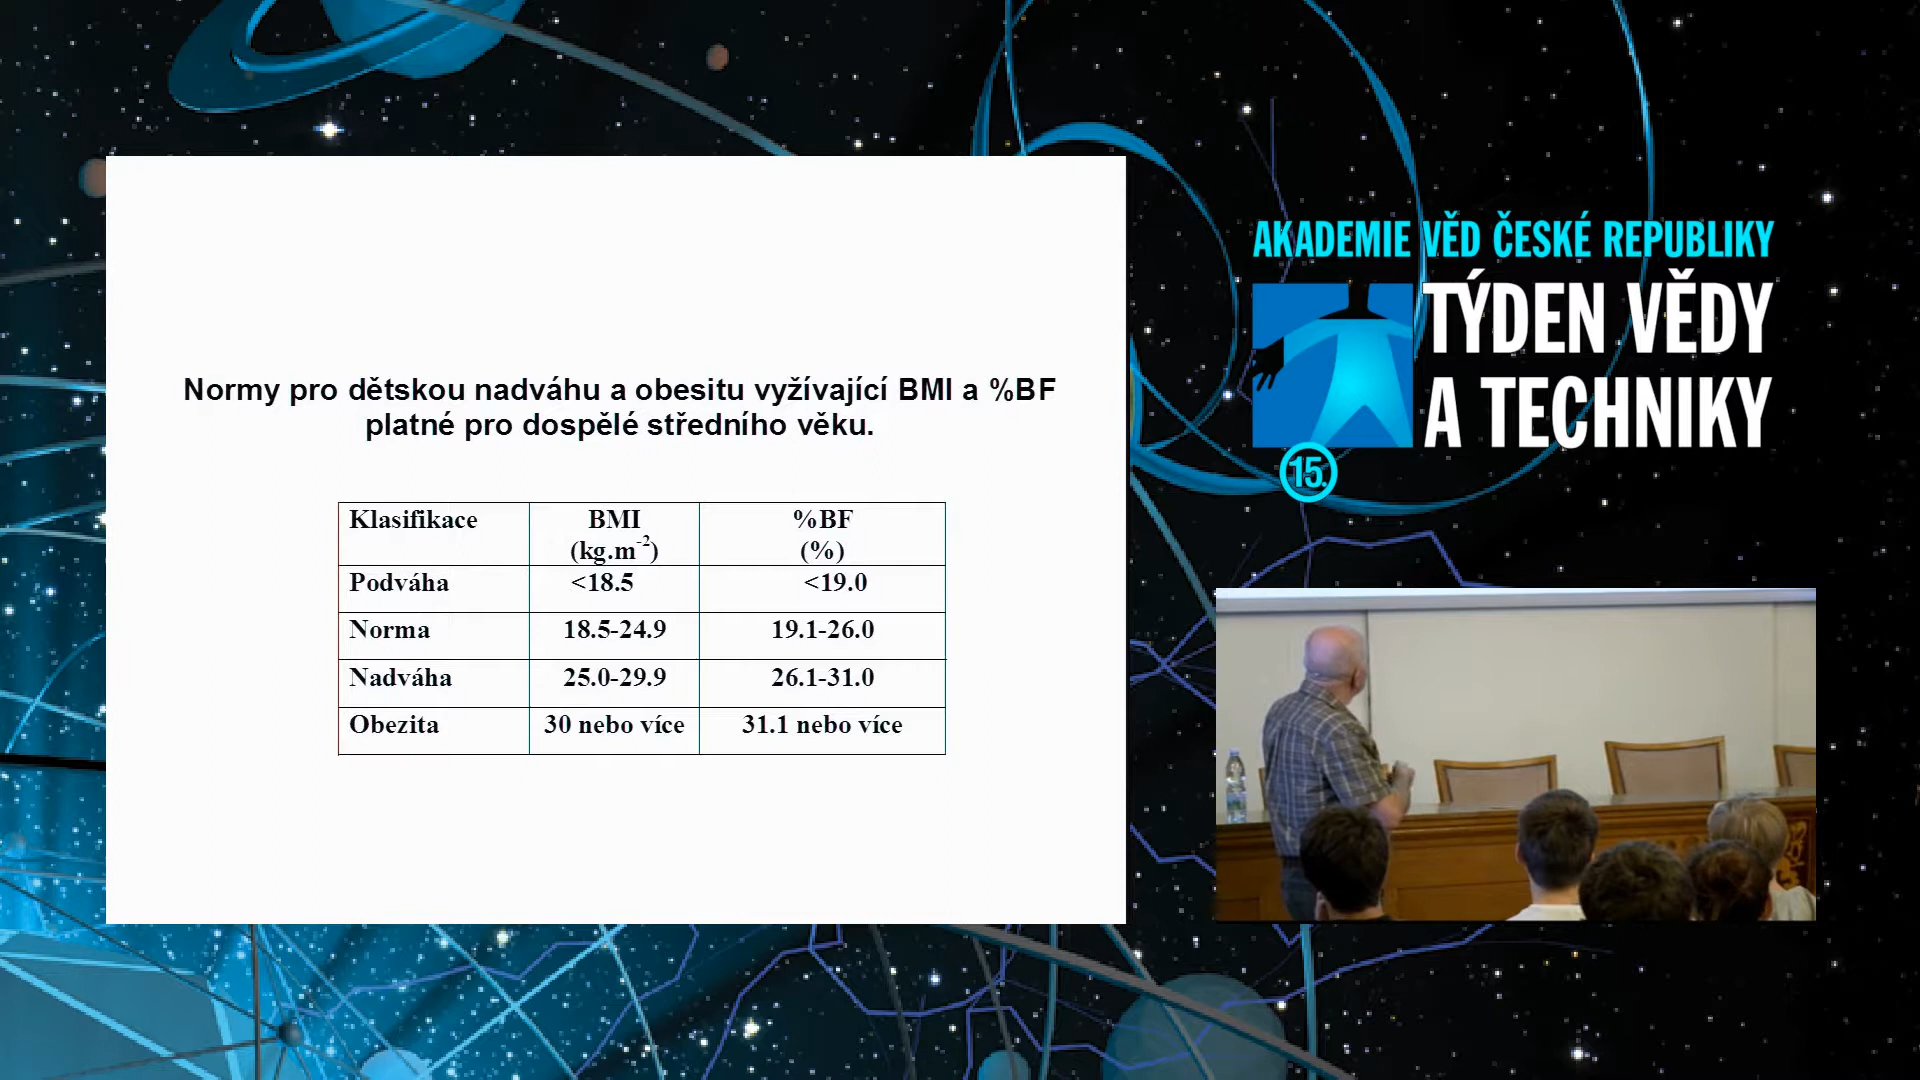 Normy pro dětskou nadváhu a obesitu vyžívající BMI a %BF
platné pro dospělé středního věku.
Klasifikace BMI (kg.m-2) %BF (%)
Podváha <18.5 <19.0
Norma 18.5-24.9 19.1-26.0
Nadváha 25.0-29.9 26.1-31.0
Obezita 30 nebo více 31.1 nebo více
AKADEMIE VĚD ČESKÉ REPUBLIKY
TÝDEN VĚDY
A TECHNIKY
15.